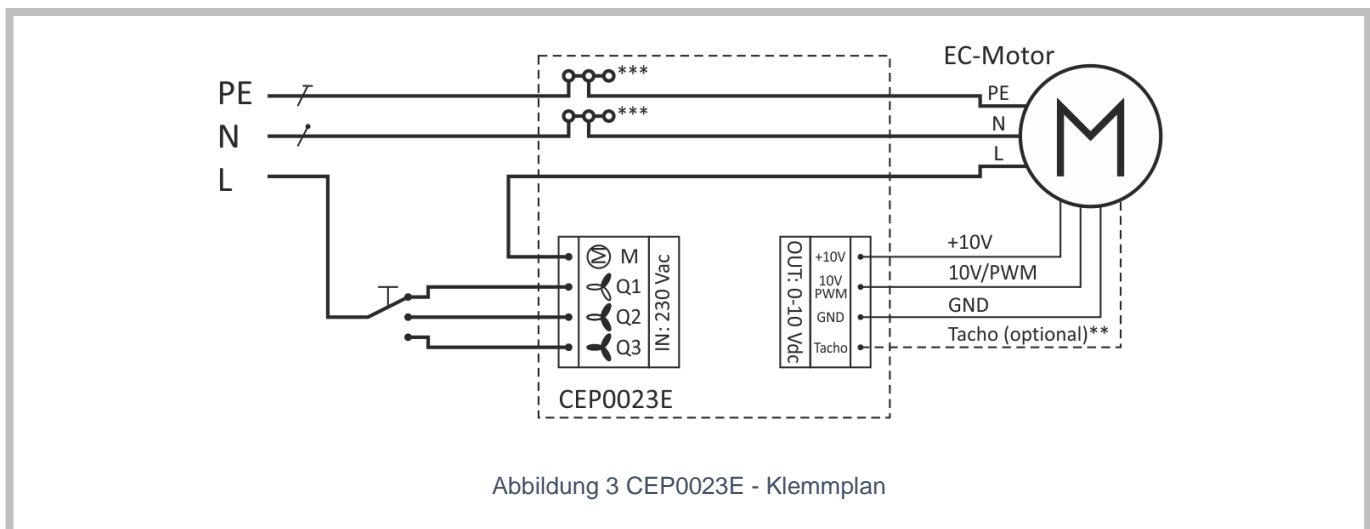 EC-Motor
***
PE
PE
***
N
N
L
L
M
M
M
Q1
Q2
Q3
IN: 230 Vac
CEP0023E
OUT: 0-10 Vdc
+10V
10V
PWM
GND
Tacho
+10V
10V/PWM
GND
Tacho (optional)**
Abbildung 3 CEP0023E - Klemmplan